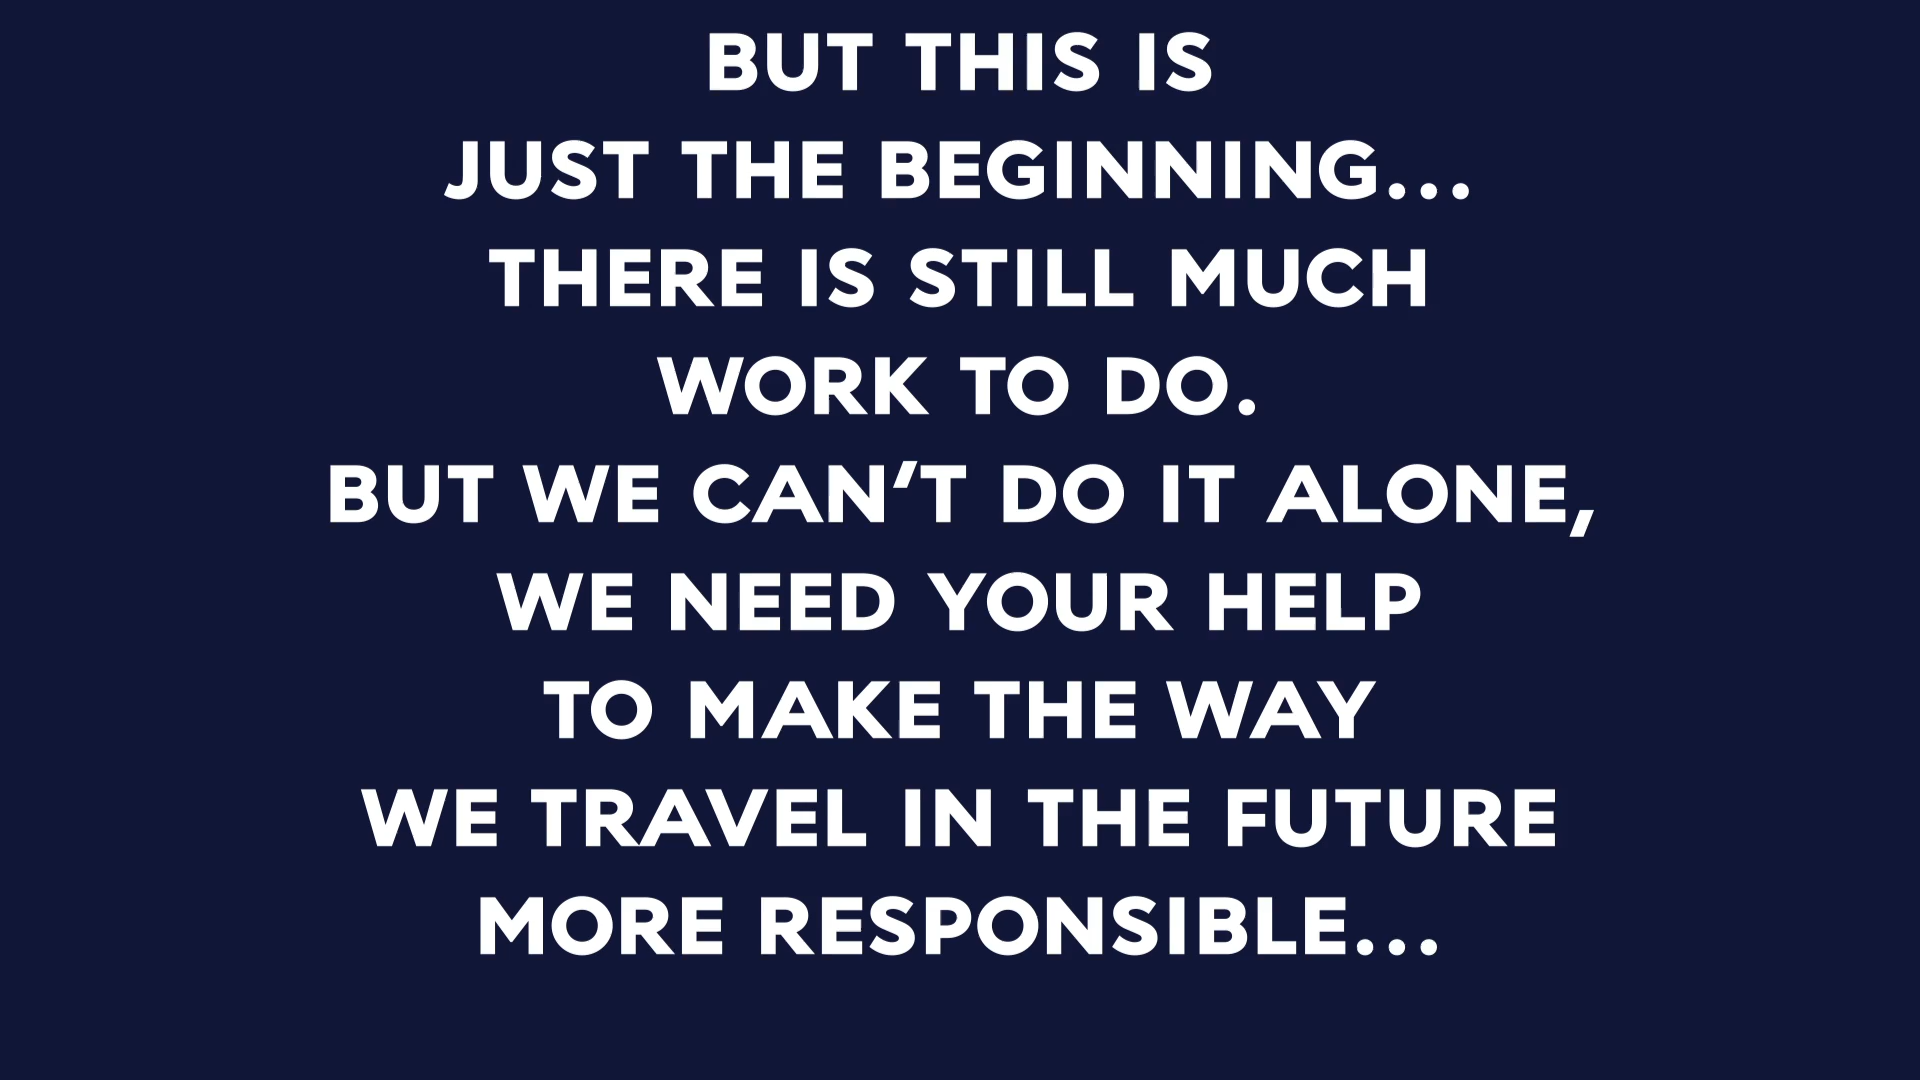 BUT THIS IS
JUST THE BEGINNING...
THERE IS STILL MUCH
WORK TO DO.
BUT WE CAN’T DO IT ALONE,
WE NEED YOUR HELP
TO MAKE THE WAY
WE TRAVEL IN THE FUTURE
MORE RESPONSIBLE...